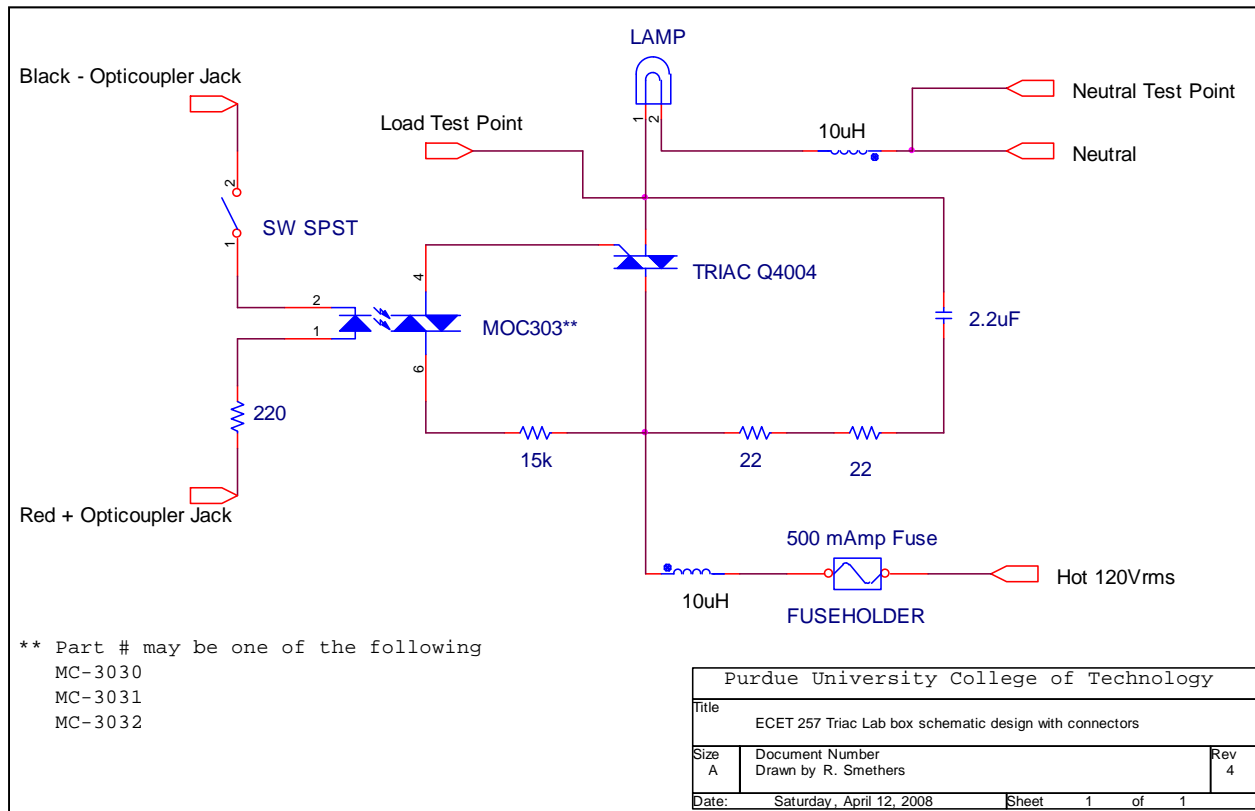 LAMP
Black - Opticoupler Jack
Neutral Test Point
Load Test Point
1
2
10uH
Neutral
2
SW SPST
1
4
TRIAC Q4004
2
1
MOC303**
2.2uF
6
220
15k
22
22
Red + Opticoupler Jack
500 mAmp Fuse
Hot 120Vrms
10uH
FUSEHOLDER
** Part # may be one of the following
MC-3030
MC-3031
MC-3032
Purdue University College of Technology
Title
ECET 257 Triac Lab box schematic design with connectors
Size Document Number Rev
A Drawn by R. Smethers 4
Date: Saturday, April 12, 2008 Sheet 1 of 1